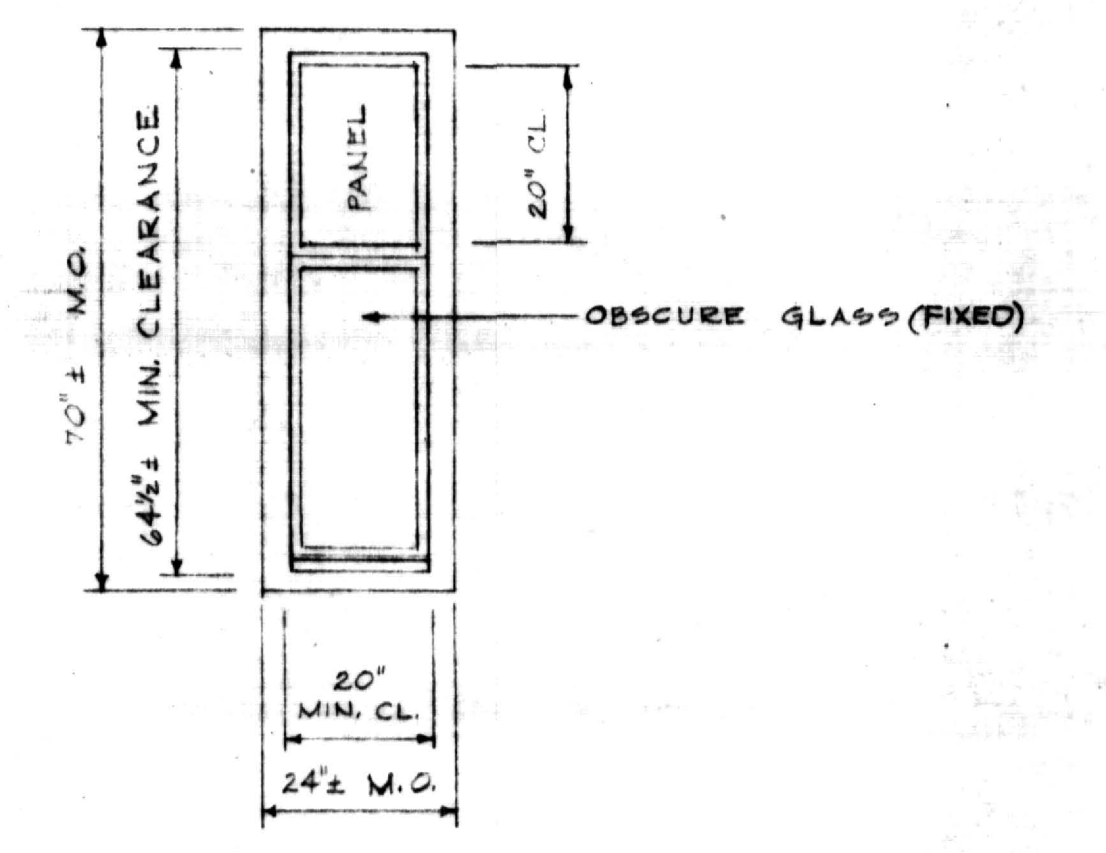 70" ± M.O.
64½" ± MIN. CLEARANCE
PANEL
20" CL.
OBSCURE GLASS (FIXED)
20"
MIN. CL.
24" ± M.O.